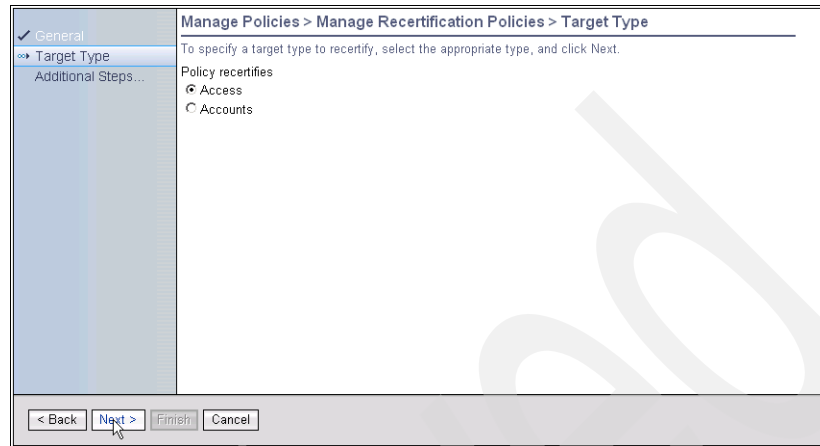 General
Target Type
Additional Steps...
Manage Policies > Manage Recertification Policies > Target Type
To specify a target type to recertify, select the appropriate type, and click Next.
Policy recertifies
Access
Accounts
< Back
Next >
Finish
Cancel